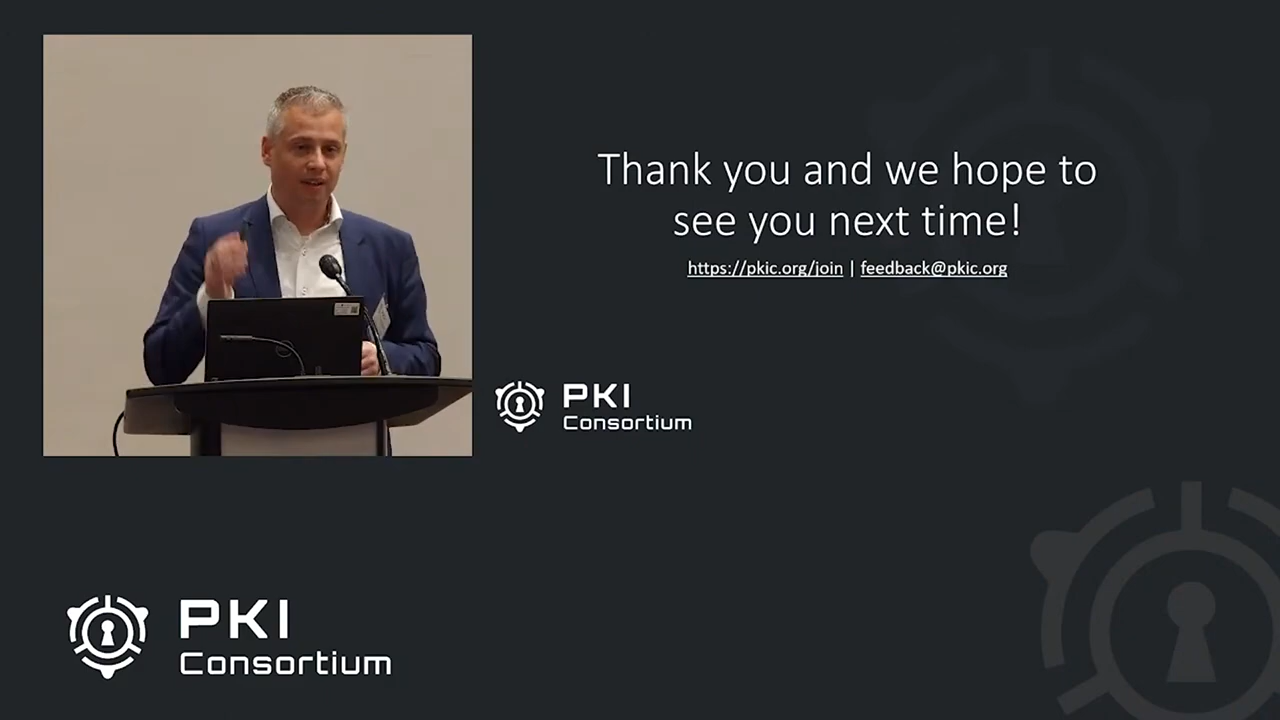 Thank you and we hope to
see you next time!
https://pkic.org/join | feedback@pkic.org
PKI
Consortium
PKI
Consortium